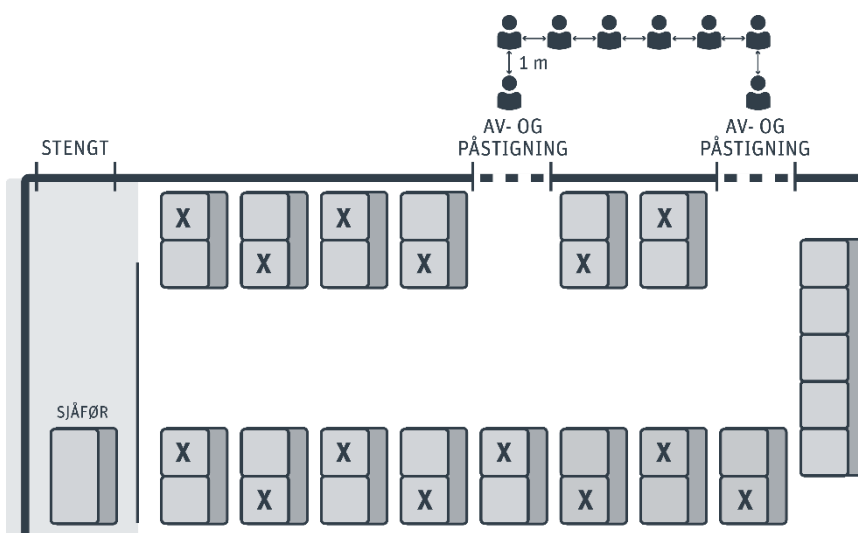 1 m
AV- OG
PÅSTIGNING
AV- OG
PÅSTIGNING
STENGT
X X
X X
X X
SJÅFØR
X X X X
X X X X